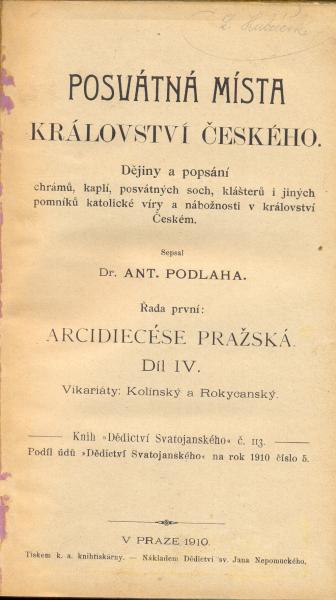 POSVÁTNÁ MÍSTA
KRÁLOVSTVÍ ČESKÉHO.
Dějiny a popsání
chrámů, kaplí, posvátných soch, klášterů i jiných
pomníků katolické víry a nábožnosti v království
Českém.
Sepsal
Dr. ANT. PODLAHA.
Řada první:
ARCIDIECÉSE PRAŽSKÁ.
Díl IV.
Vikariáty: Kolínský a Rokycanský.
Knih »Dědictví Svatojanského« č. 113.
Podíl údů »Dědictví Svatojanského« na rok 1910 číslo 5.
V PRAZE 1910.
Tiskem k. a. knihtiskárny. — Nákladem Dědictví sv. Jana Nepomuckého.